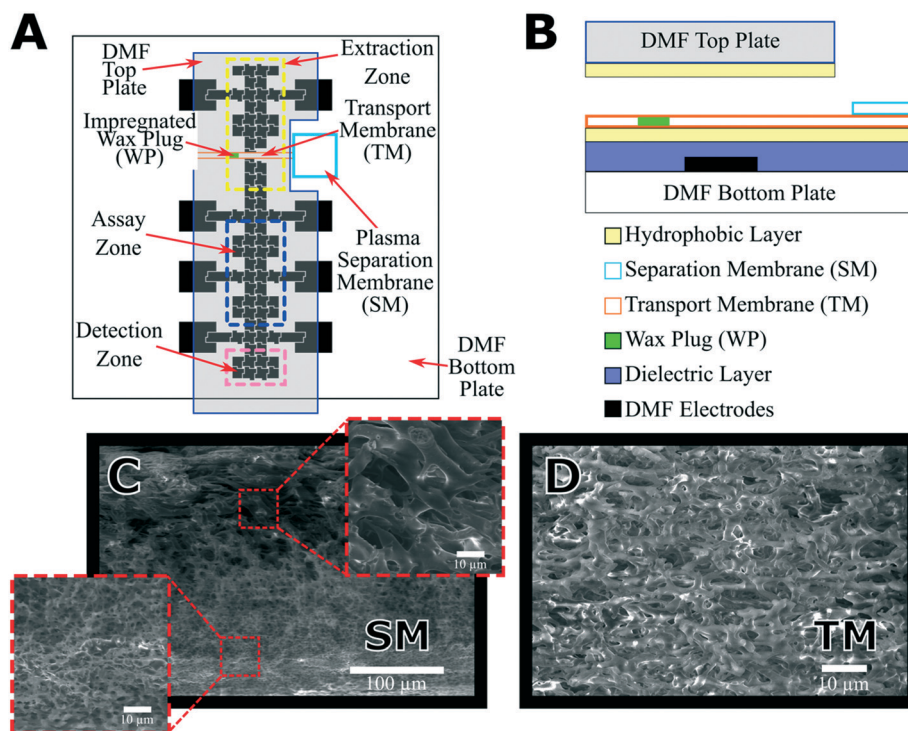 A
DMF
Top
Plate
Extraction
Zone
Impregnated
Wax Plug
(WP)
Transport
Membrane
(TM)
Assay
Zone
Plasma
Separation
Membrane
(SM)
Detection
Zone
DMF
Bottom
Plate
B
DMF Top Plate
DMF Bottom Plate
Hydrophobic Layer
Separation Membrane (SM)
Transport Membrane (TM)
Wax Plug (WP)
Dielectric Layer
DMF Electrodes
C
10 µm
10 µm
SM
100 µm
D
TM
10 µm